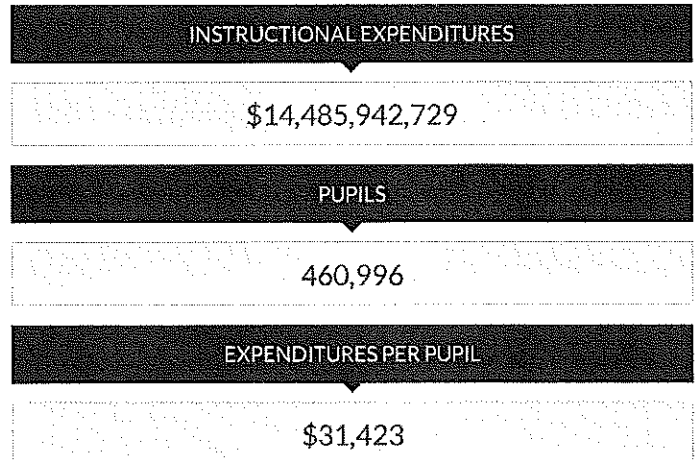 INSTRUCTIONAL EXPENDITURES
$14,485,942,729
PUPILS
460,996
EXPENDITURES PER PUPIL
$31,423